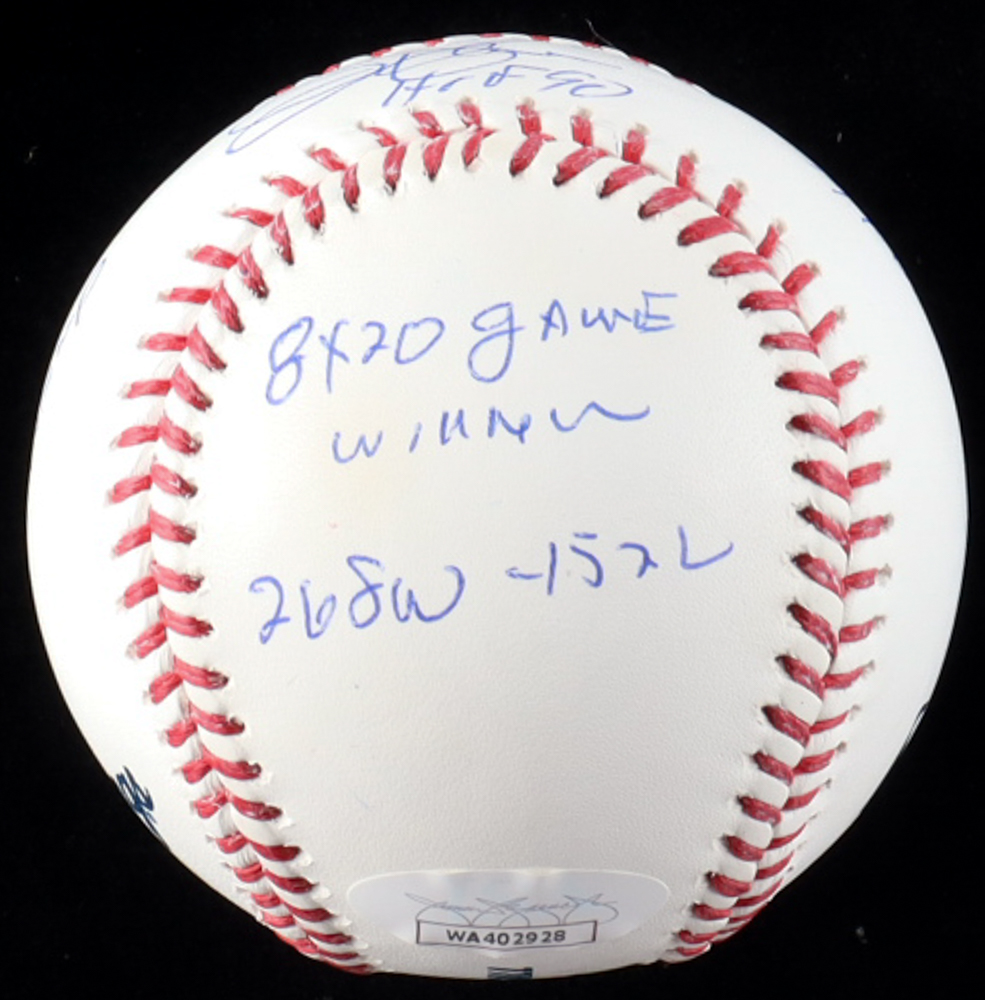 HOF 90
8X20 gAME
WINNER
268W -152L
WA402928